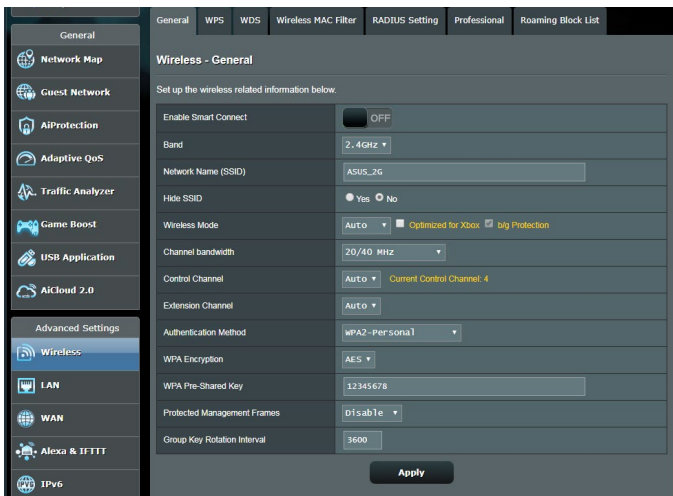 General WPS WDS Wireless MAC Filter RADIUS Setting Professional Roaming Block List
General
Network Map
Guest Network
AiProtection
Adaptive QoS
Traffic Analyzer
Game Boost
USB Application
AiCloud 2.0
Advanced Settings
Wireless
LAN
WAN
Alexa & IFTTT
IPv6
Wireless - General
Set up the wireless related information below.
Enable Smart Connect OFF
Band 2.4GHz
Network Name (SSID) ASUS_2G
Hide SSID Yes No
Wireless Mode Auto Optimized for Xbox b/g Protection
Channel bandwidth 20/40 MHz
Control Channel Auto Current Control Channel: 4
Extension Channel Auto
Authentication Method WPA2-Personal
WPA Encryption AES
WPA Pre-Shared Key 12345678
Protected Management Frames Disable
Group Key Rotation Interval 3600
Apply